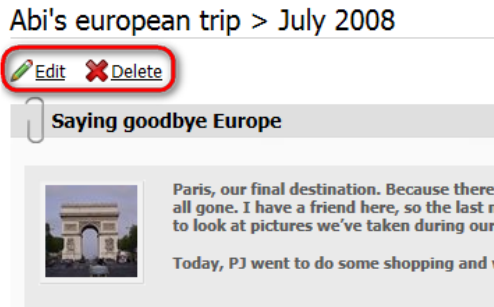 Abi's european trip > July 2008
Edit Delete
Saying goodbye Europe
Paris, our final destination. Because there
all gone. I have a friend here, so the last
to look at pictures we've taken during our
Today, PJ went to do some shopping and